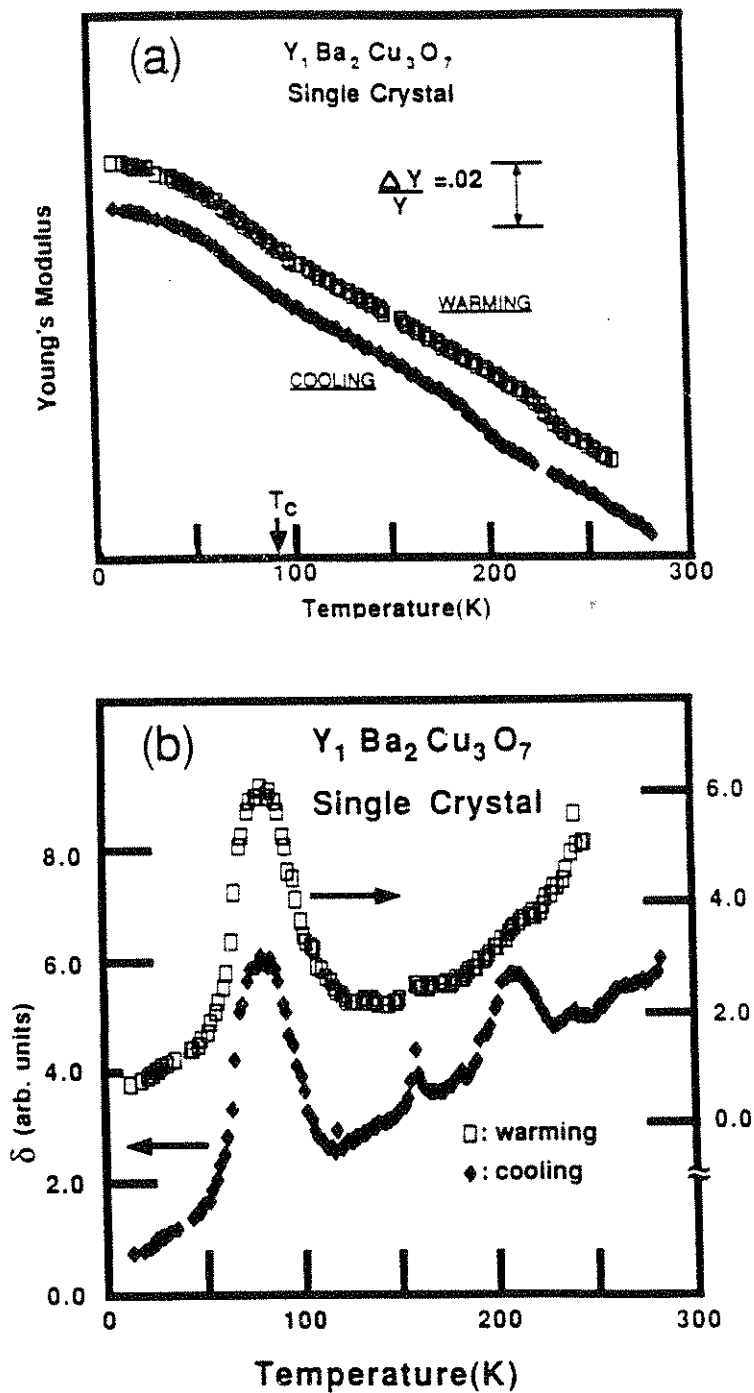 (a)
Y₁ Ba₂ Cu₃ O₇
Single Crystal
Δ Y
Y
=.02
WARMING
COOLING
Young's Modulus
T_C
0 100 200 300
Temperature(K)
(b)
Y₁ Ba₂ Cu₃ O₇
Single Crystal
8.0
6.0
4.0
2.0
0.0
δ (arb. units)
6.0
4.0
2.0
0.0
□: warming
♦: cooling
0 100 200 300
Temperature(K)